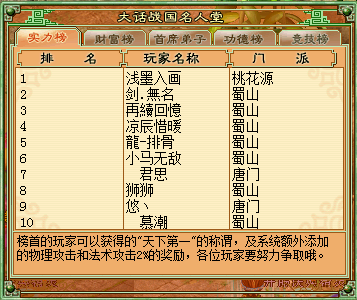 大话战国名人堂
实力榜 财富榜 首席弟子 功德榜 竞技榜
排 名 玩家名称 门 派
1 浅墨入画 桃花源
2 剑.無名 蜀山
3 再續回憶 蜀山
4 凉辰惜暖 蜀山
5 龍-排骨 蜀山
6 小马无敌 蜀山
7 君思 唐门
8 狮狮 蜀山
9 悠ヽ 唐门
10 慕潮 蜀山
榜首的玩家可以获得的"天下第一"的称谓，及系统额外添加
的物理攻击和法术攻击2%的奖励，各位玩家要努力争取哦。